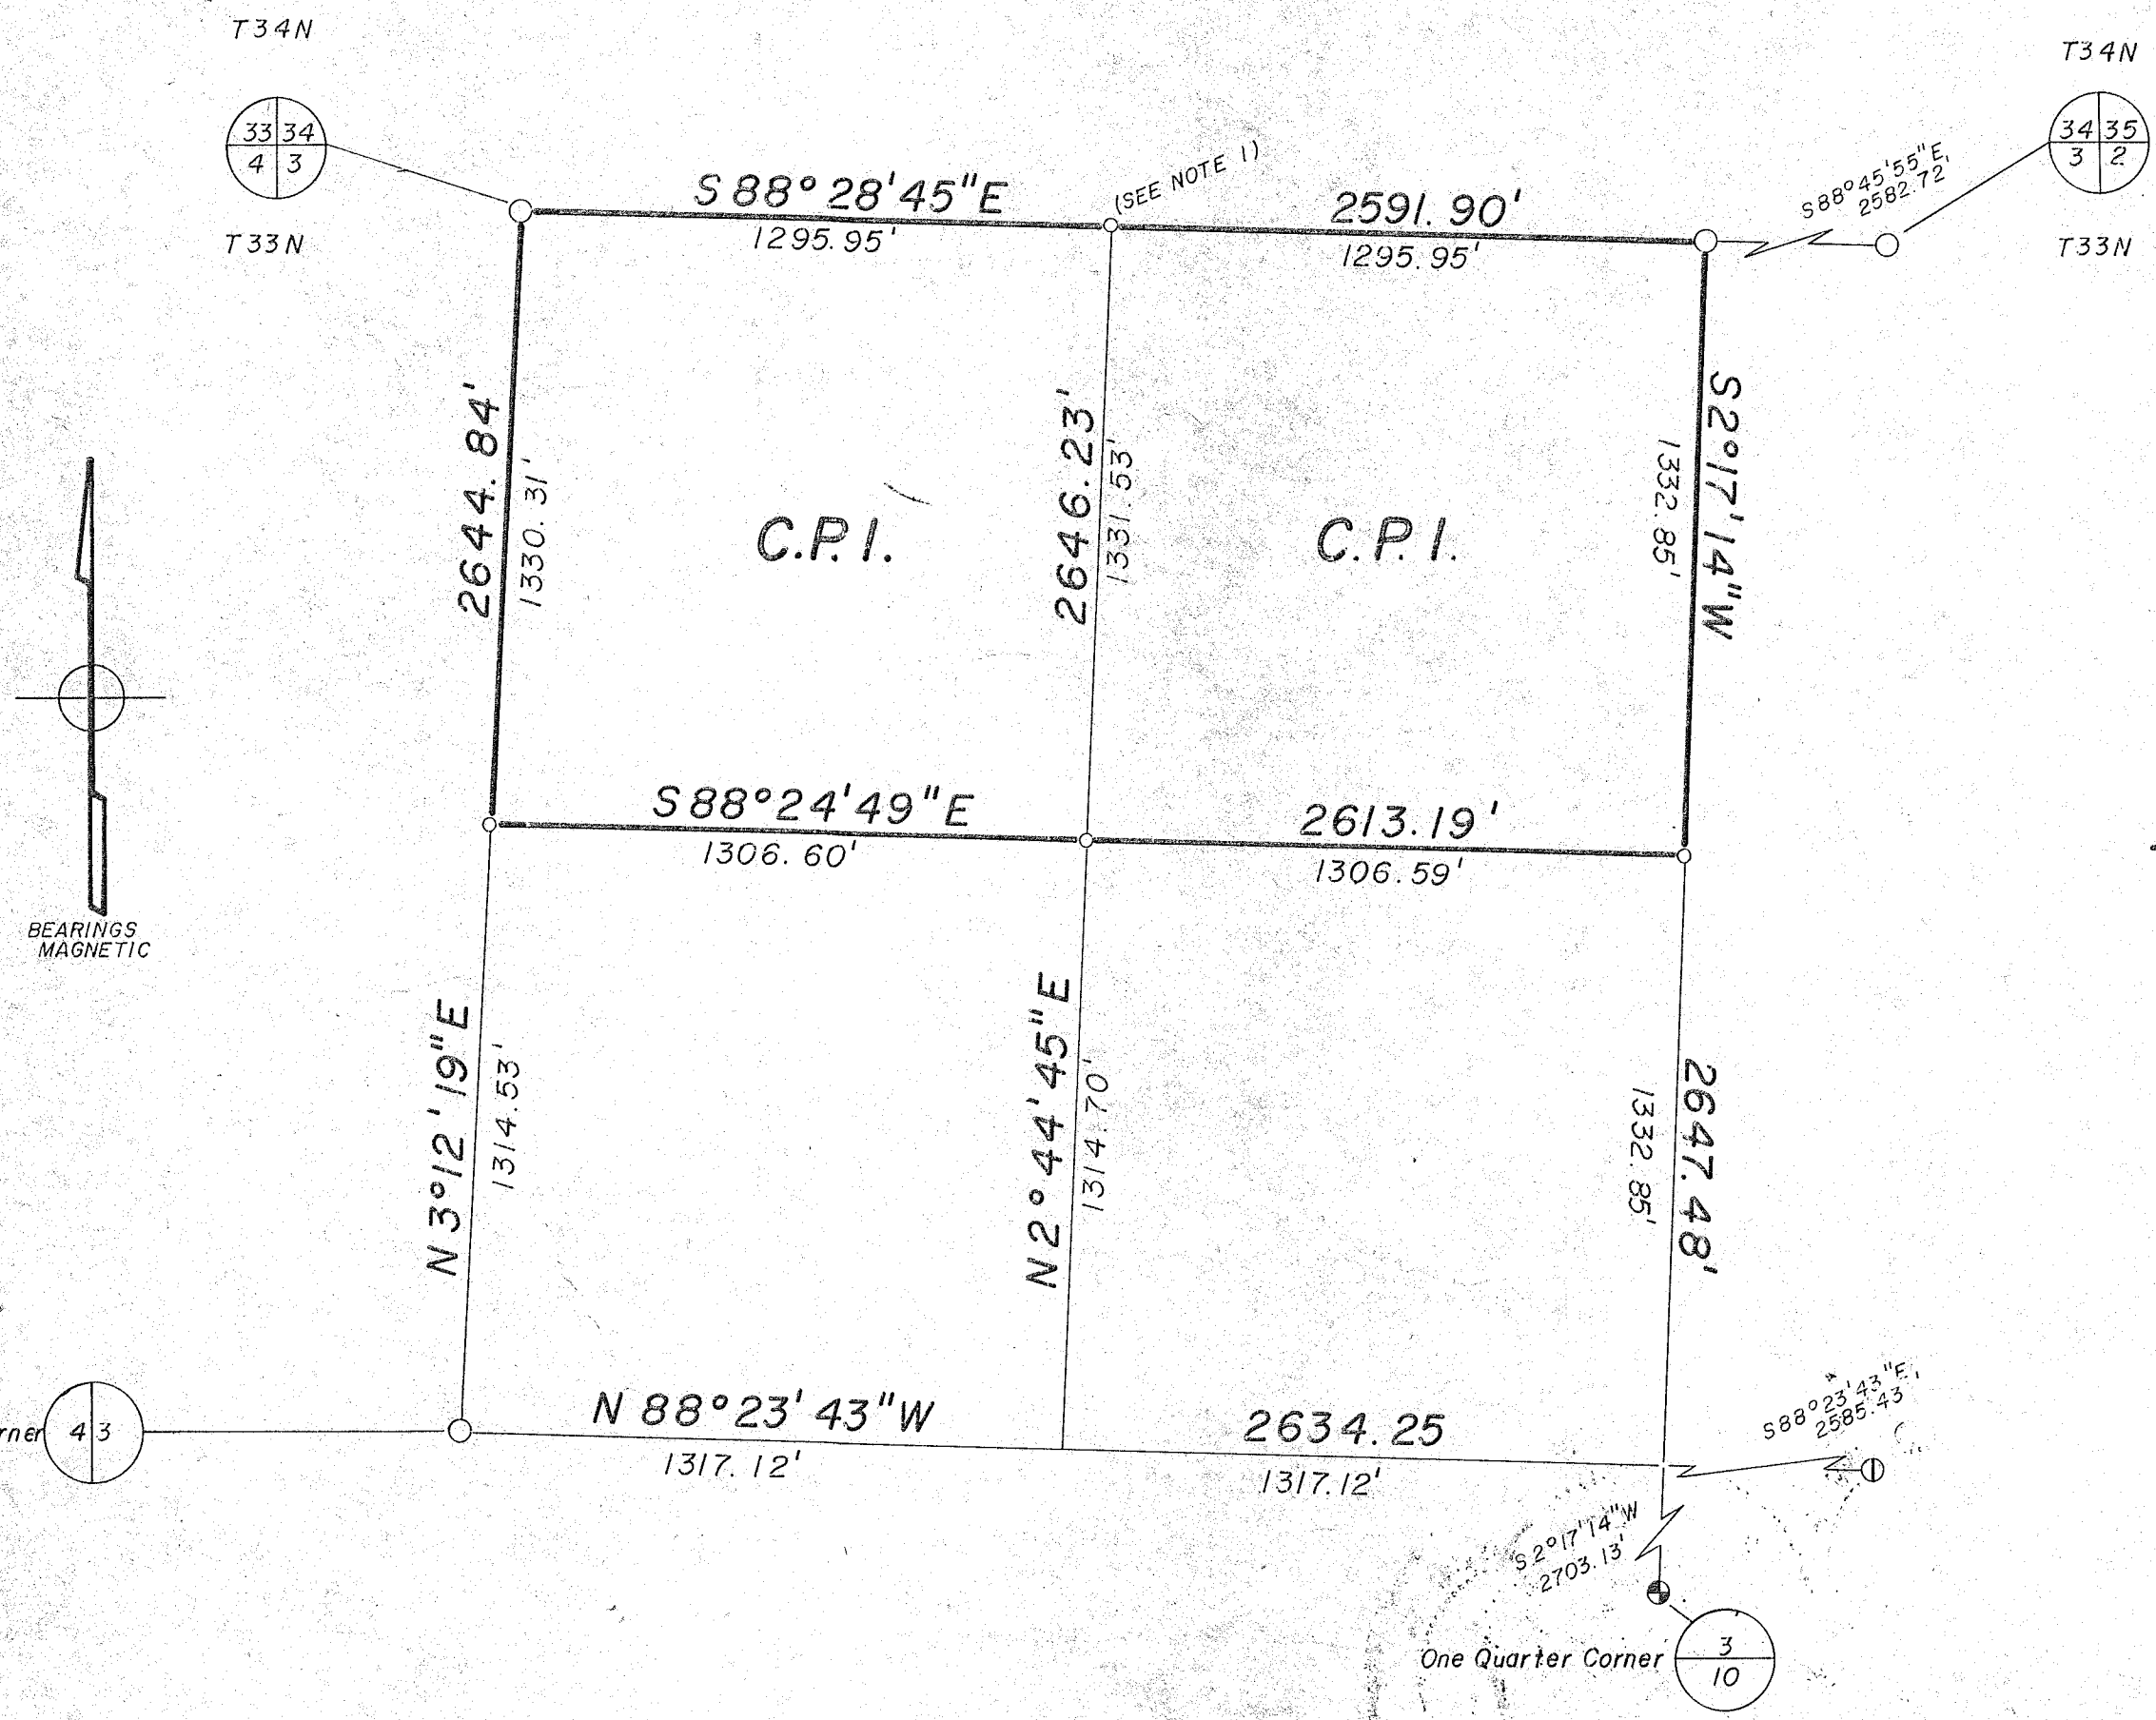 T34N
T34N
33 34
4 3
34 35
3 2
S88°45'55"E
2582.72'
(SEE NOTE 1)
S 88° 28'45"E
2591.90'
1295.95'
1295.95'
T33N
T33N
2644.84'
1330.31'
2646.23'
1331.53'
1332.85'
S2°17'14"W
C.P.I.
C.P.I.
S88°24'49"E
2613.19'
1306.60'
1306.59'
BEARINGS
MAGNETIC
N 3°12'19"E
1314.53'
N2°44'45"E
1314.70'
1332.85'
2647.48'
rner
4 3
N 88°23'43"W
2634.25
1317.12'
1317.12'
S88°23'43"E
2585.43'
S2°17'14"W
2703.13'
One Quarter Corner
3
10